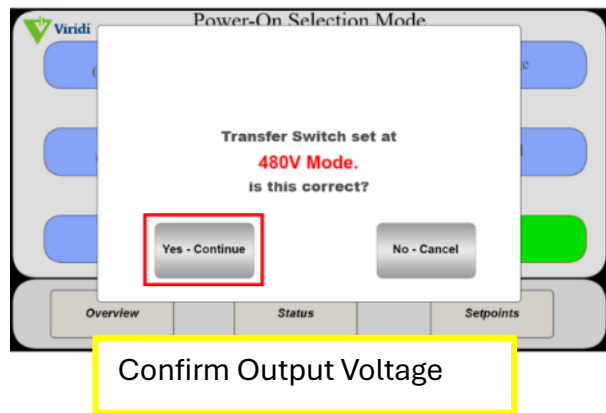 Viridi
Power-On Selection Mode
Transfer Switch set at
480V Mode.
is this correct?
Yes - Continue
No - Cancel
Overview
Status
Setpoints
Confirm Output Voltage